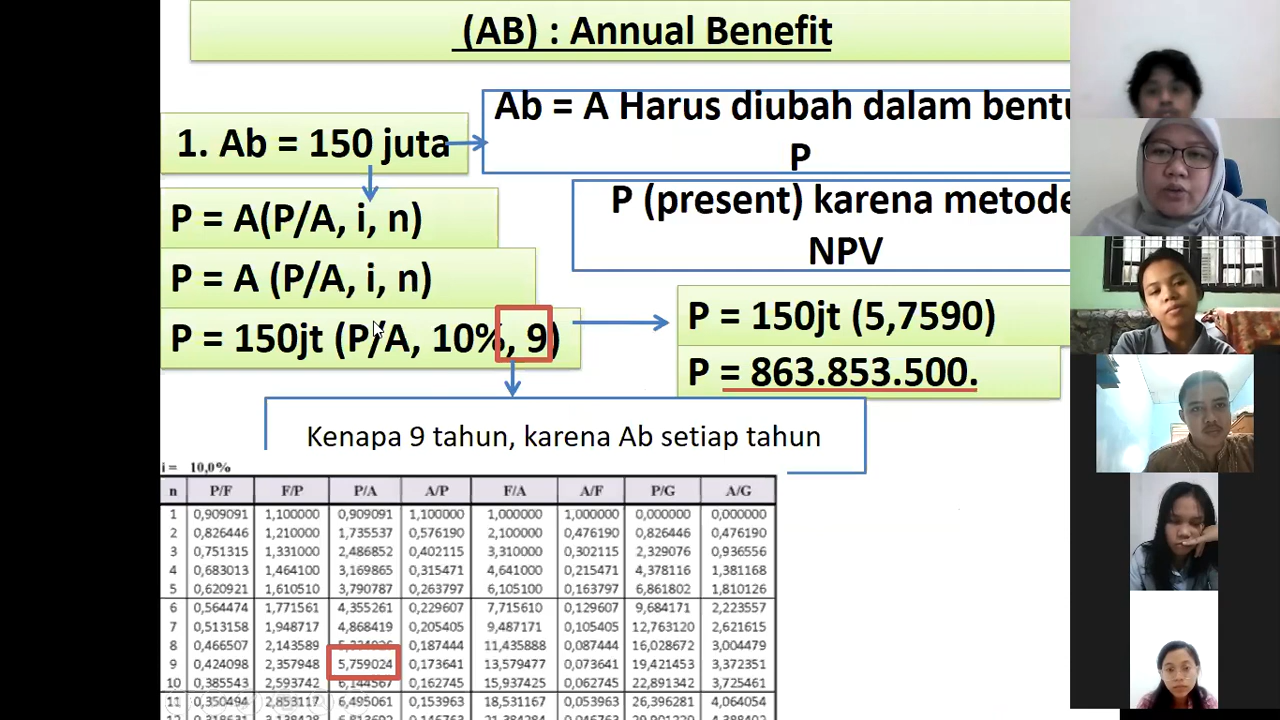 (AB) : Annual Benefit
Ab = A Harus diubah dalam
P
1. Ab = 150 juta
P (present) karena metode
NPV
P = A(P/A, i, n)
P = A (P/A, i, n)
P = 150jt (P/A, 10%, 9)
P = 150jt (5,7590)
P = 863.853.500.
Kenapa 9 tahun, karena Ab setiap tahun
i = 10,0%
n P/F F/P P/A A/P F/A A/F P/G A/G
1 0,909091 1,100000 0,909091 1,100000 1,000000 1,000000 0,000000 0,000000
2 0,826446 1,210000 1,735537 0,576190 2,100000 0,476190 0,826446 0,476190
3 0,751315 1,331000 2,486852 0,402115 3,310000 0,302115 2,329076 0,936556
4 0,683013 1,464100 3,169865 0,315471 4,641000 0,215471 4,378116 1,381168
5 0,620921 1,610510 3,790787 0,263797 6,105100 0,163797 6,861802 1,810126
6 0,564474 1,771561 4,355261 0,229607 7,715610 0,129607 9,684171 2,223557
7 0,513158 1,948717 4,868419 0,205405 9,487171 0,105405 12,763120 2,621615
8 0,466507 2,143589 0,187444 11,435888 0,087444 16,028672 3,004479
9 0,424098 2,357948 5,759024 0,173641 13,579477 0,073641 19,421453 3,372351
10 0,385543 2,593742 6,144567 0,162745 15,937425 0,062745 22,891342 3,725461
11 0,350494 2,853117 6,495061 0,153963 18,531167 0,053963 26,396281 4,064054